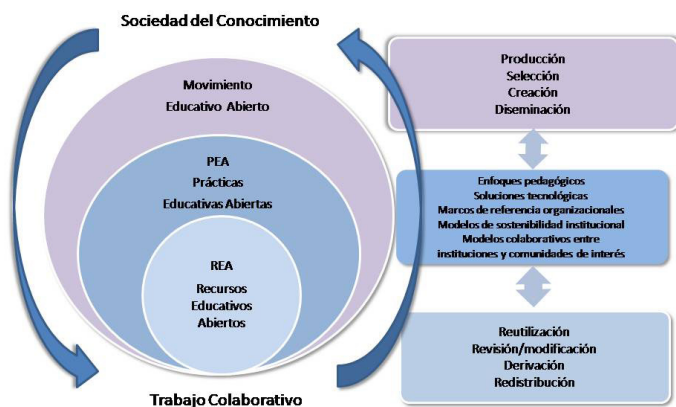 Sociedad del Conocimiento
Movimiento
Educativo Abierto
PEA
Prácticas
Educativas Abiertas
REA
Recursos
Educativos
Abiertos
Trabajo Colaborativo
Producción
Selección
Creación
Diseminación
Enfoques pedagógicos
Soluciones tecnológicas
Marcos de referencia organizacionales
Modelos de sostenibilidad institucional
Modelos colaborativos entre
instituciones y comunidades de interés
Reutilización
Revisión/modificación
Derivación
Redistribución